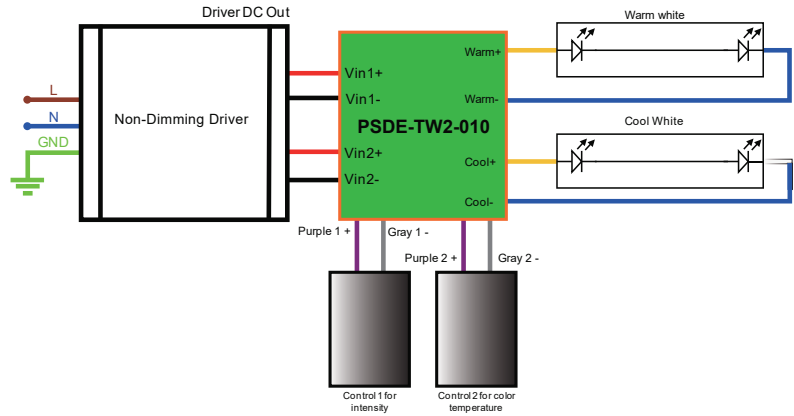 Driver DC Out
Warm white
L
N
GND
Non-Dimming Driver
Vin1+
Vin1-
PSDE-TW2-010
Vin2+
Vin2-
Warm+
Warm-
Cool White
Cool+
Cool-
Purple 1 +
Gray 1 -
Purple 2 +
Gray 2 -
Control 1 for
intensity
Control 2 for color
temperature